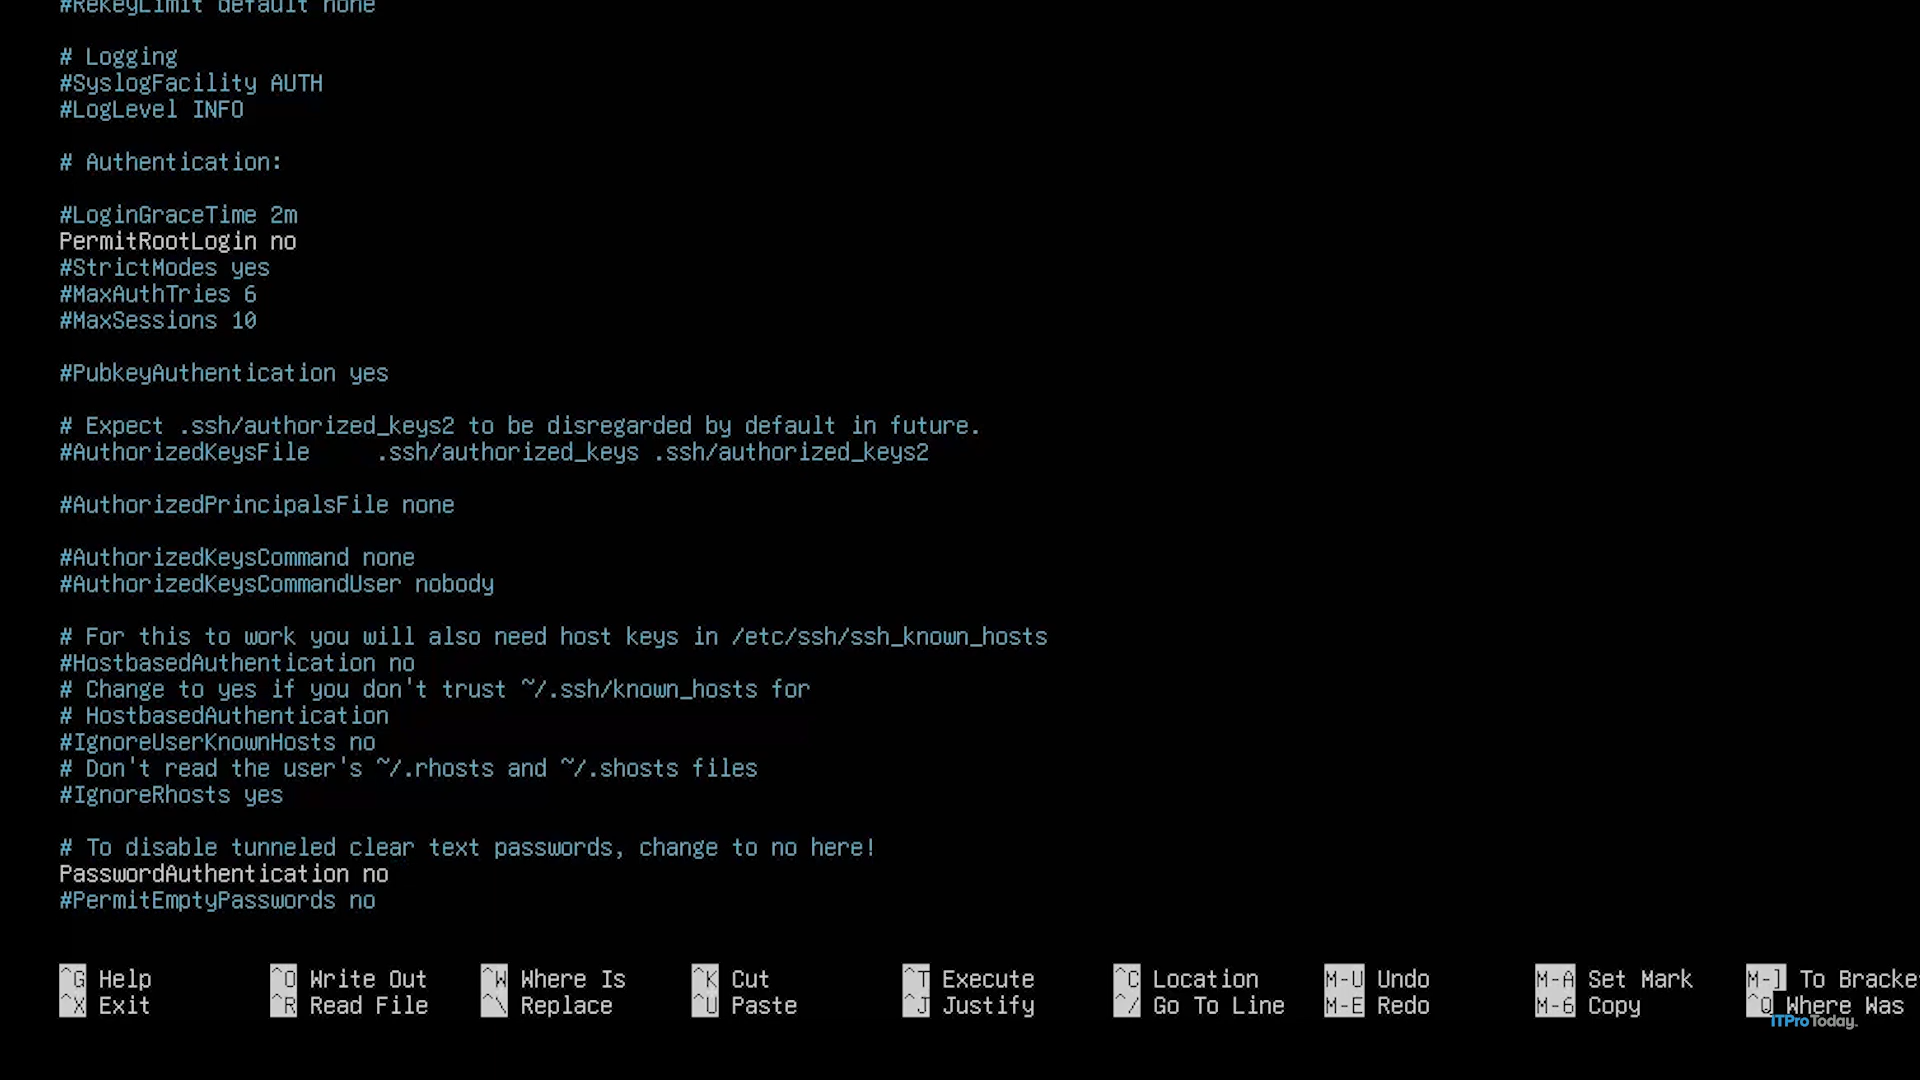 #RekeyLimit default none
# Logging
#SyslogFacility AUTH
#LogLevel INFO
# Authentication:
#LoginGraceTime 2m
PermitRootLogin no
#StrictModes yes
#MaxAuthTries 6
#MaxSessions 10
#PubkeyAuthentication yes
# Expect .ssh/authorized_keys2 to be disregarded by default in future.
#AuthorizedKeysFile     .ssh/authorized_keys .ssh/authorized_keys2
#AuthorizedPrincipalsFile none
#AuthorizedKeysCommand none
#AuthorizedKeysCommandUser nobody
# For this to work you will also need host keys in /etc/ssh/ssh_known_hosts
#HostbasedAuthentication no
# Change to yes if you don't trust ~/.ssh/known_hosts for
# HostbasedAuthentication
#IgnoreUserKnownHosts no
# Don't read the user's ~/.rhosts and ~/.shosts files
#IgnoreRhosts yes
# To disable tunneled clear text passwords, change to no here!
PasswordAuthentication no
#PermitEmptyPasswords no
^G Help ^O Write Out ^W Where Is ^K Cut ^T Execute ^C Location M-U Undo M-A Set Mark M-] To Bracke
^X Exit ^R Read File ^\ Replace ^U Paste ^J Justify ^/ Go To Line M-E Redo M-6 Copy ^Q Where Was
ITProToday.